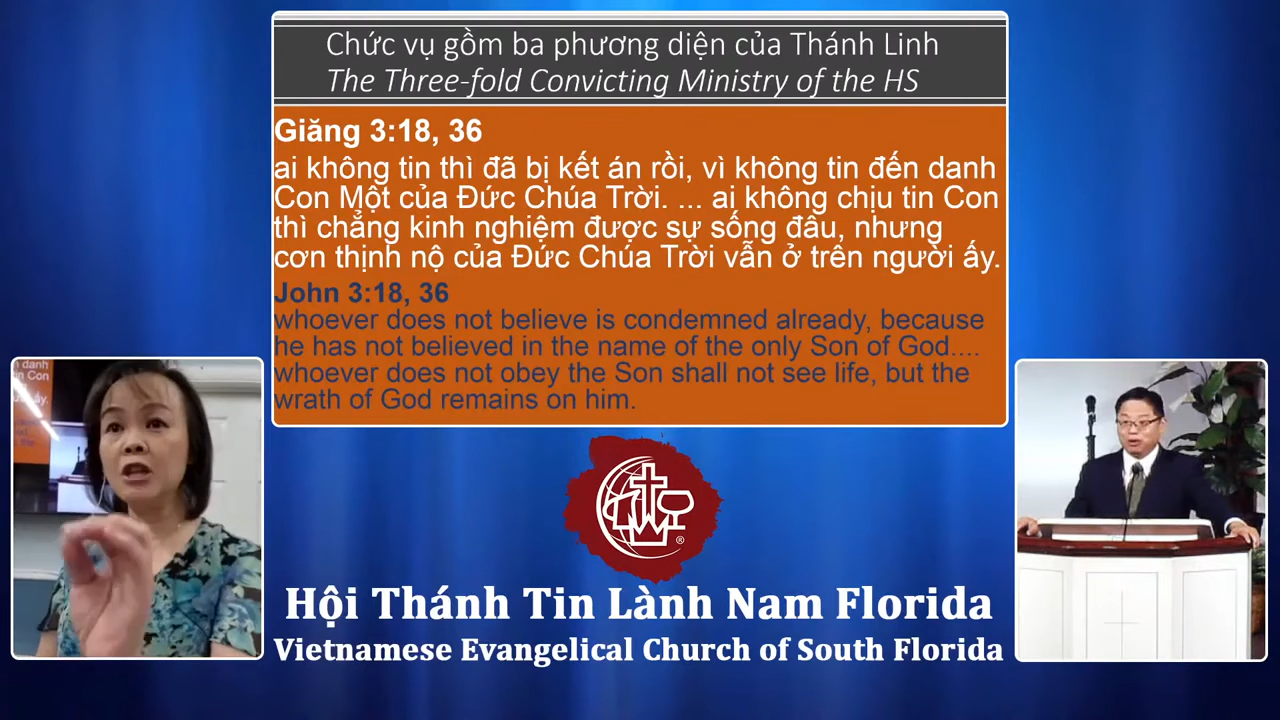 Chức vụ gồm ba phương diện của Thánh Linh
The Three-fold Convicting Ministry of the HS
Giăng 3:18, 36
ai không tin thì đã bị kết án rồi, vì không tin đến danh
Con Một của Đức Chúa Trời. ... ai không chịu tin Con
thì chẳng kinh nghiệm được sự sống đâu, nhưng
cơn thịnh nộ của Đức Chúa Trời vẫn ở trên người ấy.
John 3:18, 36
whoever does not believe is condemned already, because
he has not believed in the name of the only Son of God....
whoever does not obey the Son shall not see life, but the
wrath of God remains on him.
danh
Con
ấy.
®
Hội Thánh Tin Lành Nam Florida
Vietnamese Evangelical Church of South Florida